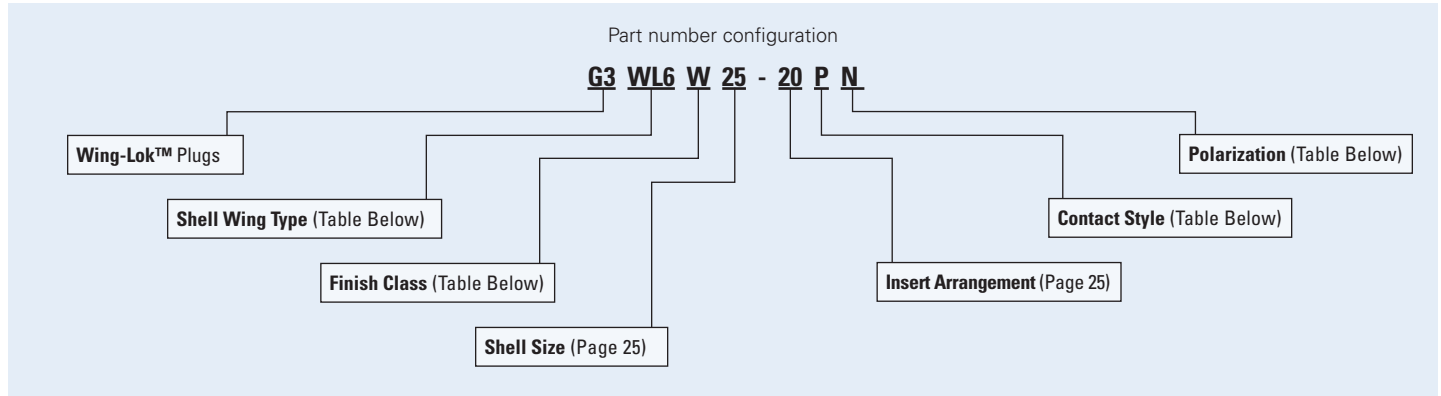 Part number configuration
G3 WL6 W 25 - 20 P N
Wing-Lok™ Plugs
Polarization (Table Below)
Shell Wing Type (Table Below)
Contact Style (Table Below)
Finish Class (Table Below)
Insert Arrangement (Page 25)
Shell Size (Page 25)